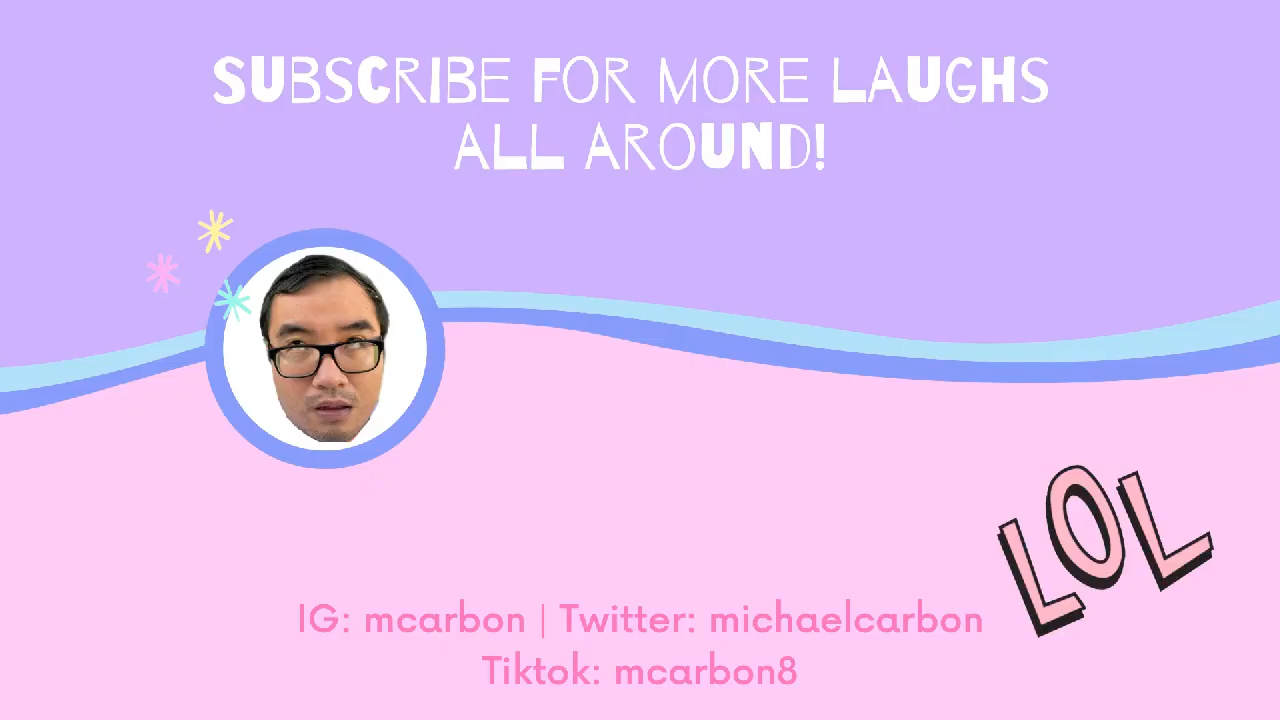 SUBSCRIBE FOR MORE LAUGHS
ALL AROUND!
LOL
IG: mcarbon | Twitter: michaelcarbon
Tiktok: mcarbon8